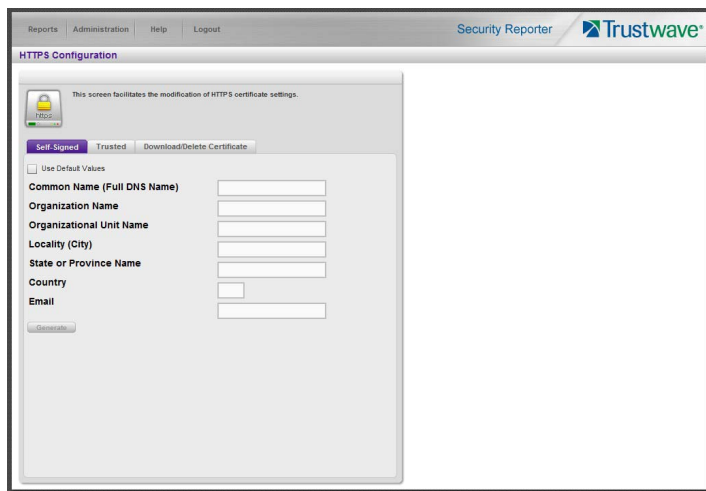 Reports Administration Help Logout
Security Reporter
Trustwave®
HTTPS Configuration
This screen facilitates the modification of HTTPS certificate settings.
https
Self-Signed Trusted Download/Delete Certificate
Use Default Values
Common Name (Full DNS Name)
Organization Name
Organizational Unit Name
Locality (City)
State or Province Name
Country
Email
Generate